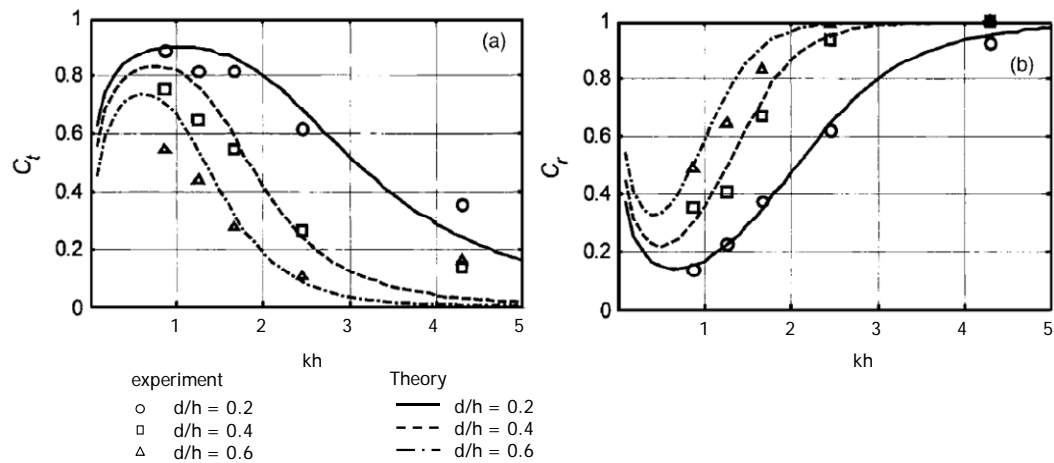 1
0.8
0.6
0.4
0.2
0
Ct
(a)
1 2 3 4 5
kh
1
0.8
0.6
0.4
0.2
0
Cr
(b)
1 2 3 4 5
kh
experiment
d/h = 0.2
d/h = 0.4
d/h = 0.6
Theory
d/h = 0.2
d/h = 0.4
d/h = 0.6